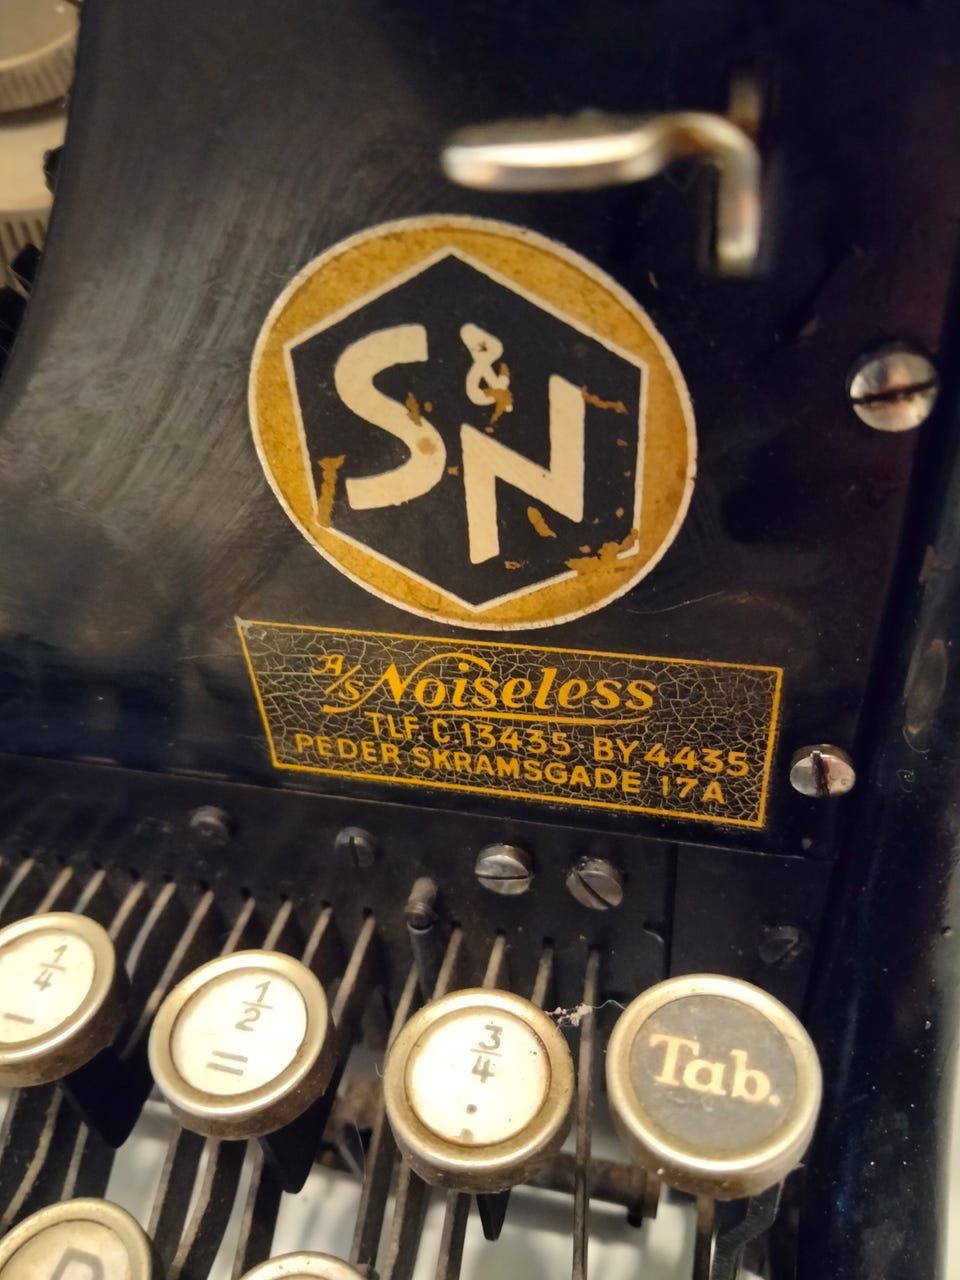 S & N
A/S Noiseless
TLF C.13435 · BY 4435
PEDER SKRAMSGADE 17A
1/4
-
1/2
=
3/4
:
Tab.